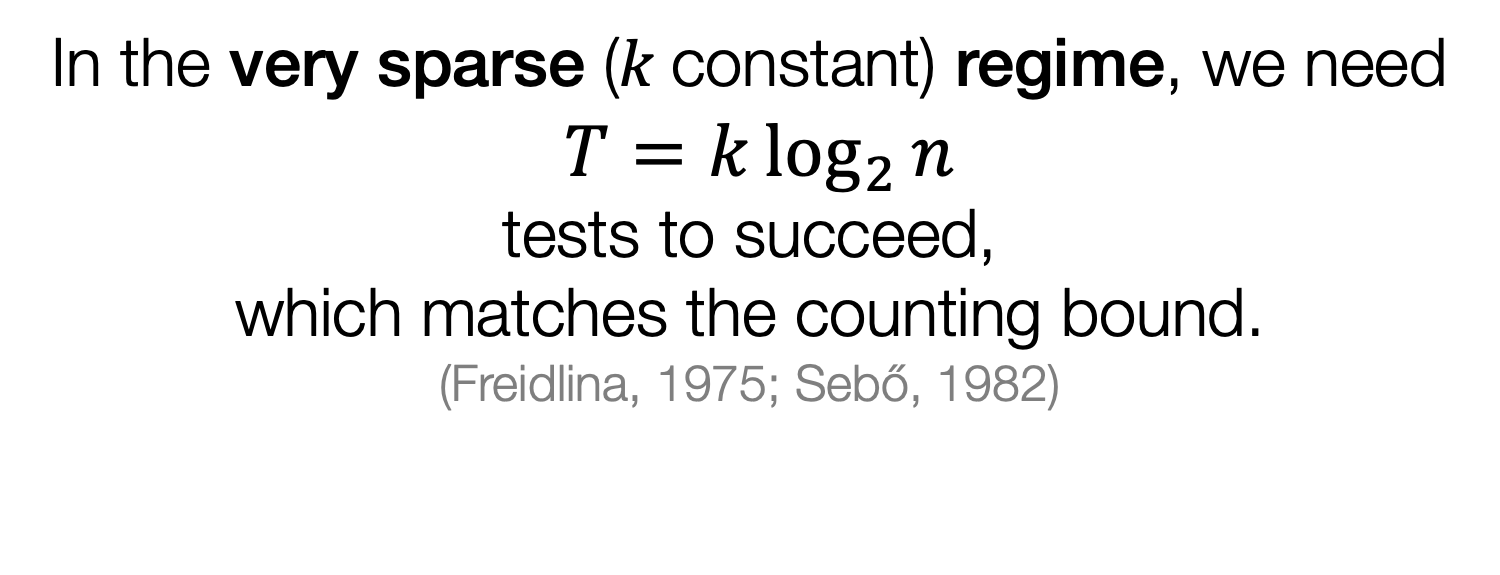 In the very sparse (k constant) regime, we need
T = k log₂ n
tests to succeed,
which matches the counting bound.
(Freidlina, 1975; Sebő, 1982)